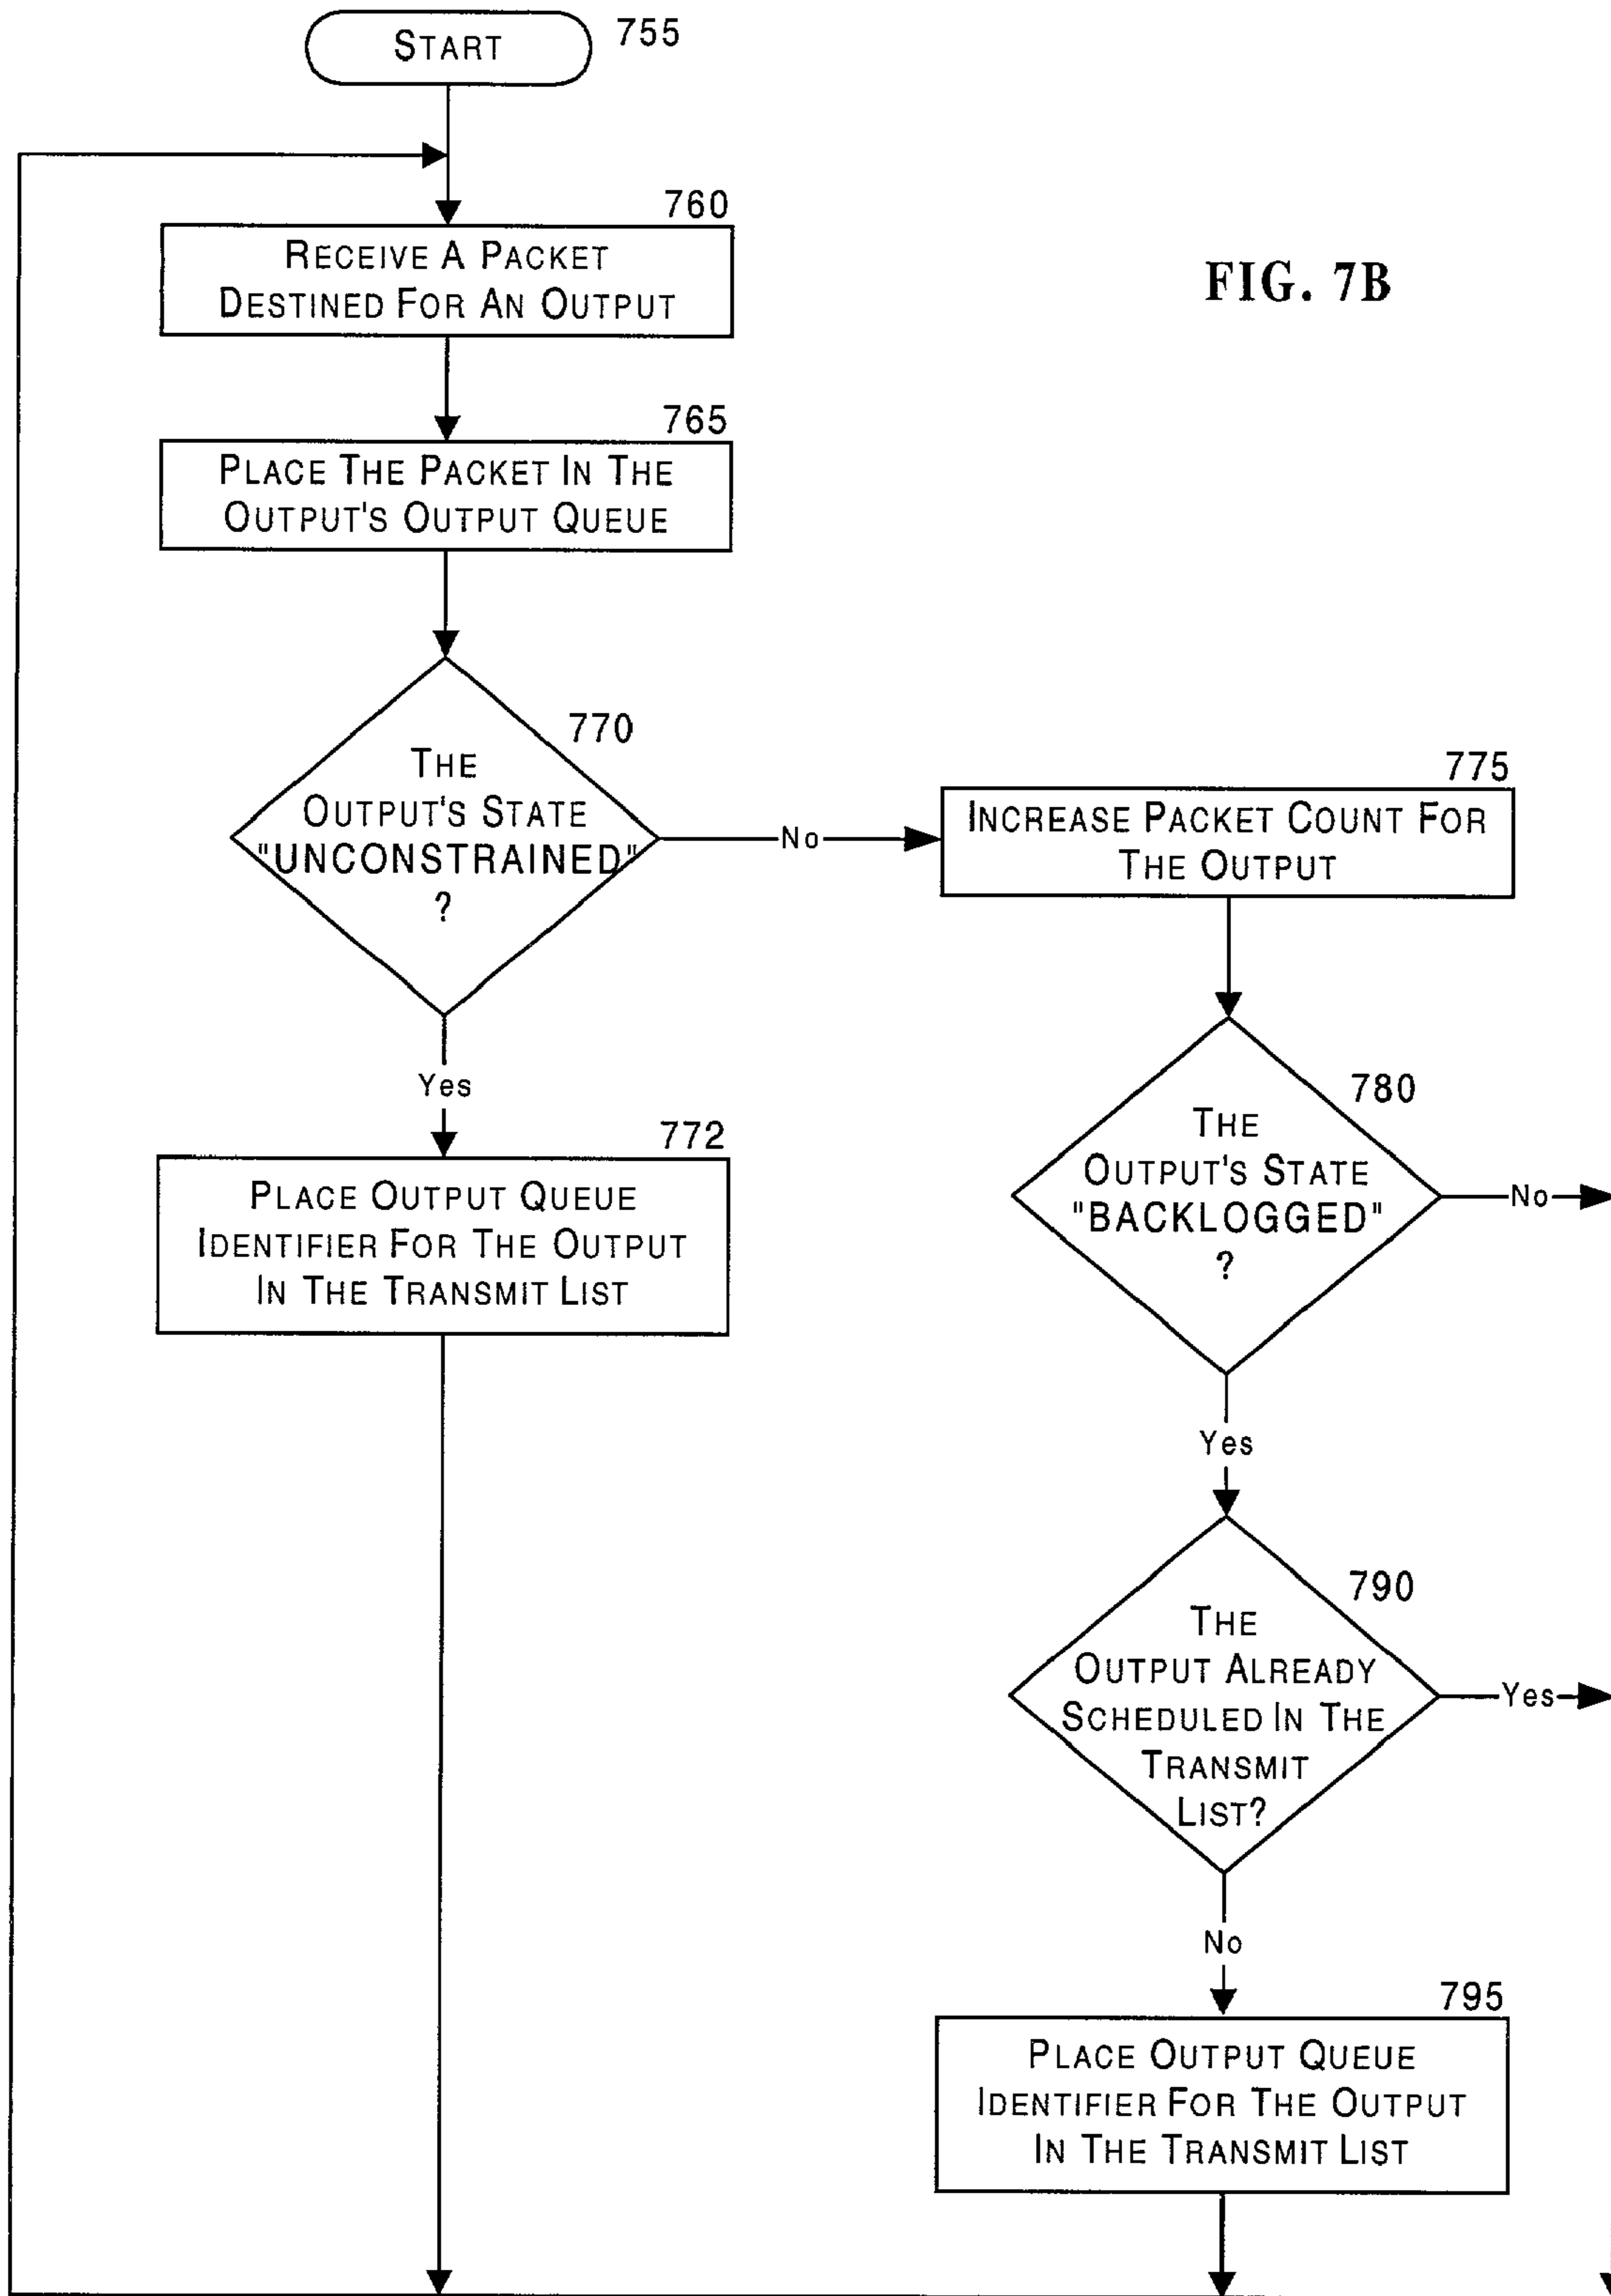 START
755
760
RECEIVE A PACKET
DESTINED FOR AN OUTPUT
FIG. 7B
765
PLACE THE PACKET IN THE
OUTPUT'S OUTPUT QUEUE
770
THE
OUTPUT'S STATE
"UNCONSTRAINED"
?
No
775
INCREASE PACKET COUNT FOR
THE OUTPUT
Yes
772
PLACE OUTPUT QUEUE
IDENTIFIER FOR THE OUTPUT
IN THE TRANSMIT LIST
780
THE
OUTPUT'S STATE
"BACKLOGGED"
?
No
Yes
790
THE
OUTPUT ALREADY
SCHEDULED IN THE
TRANSMIT
LIST?
Yes
No
795
PLACE OUTPUT QUEUE
IDENTIFIER FOR THE OUTPUT
IN THE TRANSMIT LIST